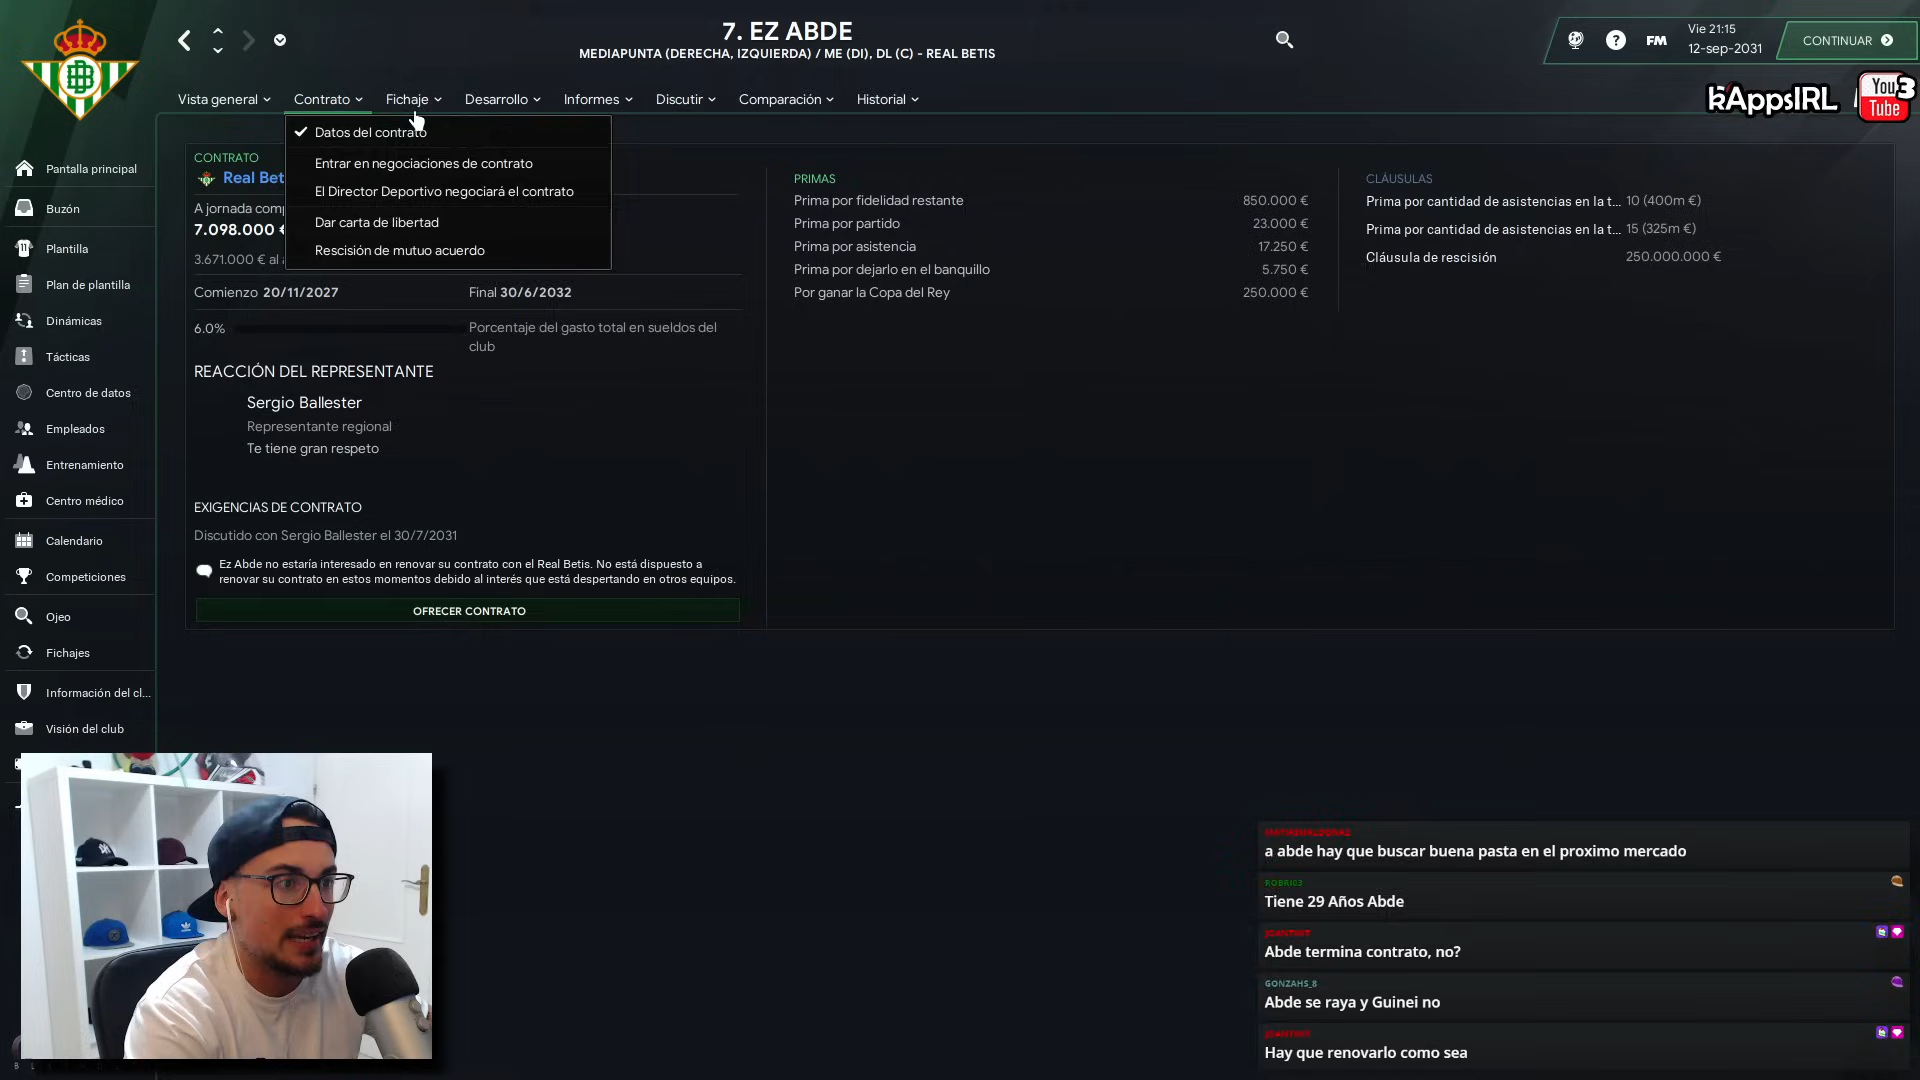 7. EZ ABDE
MEDIAPUNTA (DERECHA, IZQUIERDA) / ME (DI), DL (C) - REAL BETIS
FM
Vie 21:15
12-sep-2031
CONTINUAR
kAppsIRL
You
Tube
3
Vista general
Contrato
Fichaje
Desarrollo
Informes
Discutir
Comparación
Historial
Datos del contrato
Entrar en negociaciones de contrato
El Director Deportivo negociará el contrato
Dar carta de libertad
Rescisión de mutuo acuerdo
Pantalla principal
Buzón
Plantilla
Plan de plantilla
Dinámicas
Tácticas
Centro de datos
Empleados
Entrenamiento
Centro médico
Calendario
Competiciones
Ojeo
Fichajes
Información del cl...
Visión del club
CONTRATO
Real Bet
A jornada comp
7.098.000 €
3.671.000 € al a
Comienzo 20/11/2027
Final 30/6/2032
6.0%
Porcentaje del gasto total en sueldos del
club
REACCIÓN DEL REPRESENTANTE
Sergio Ballester
Representante regional
Te tiene gran respeto
EXIGENCIAS DE CONTRATO
Discutido con Sergio Ballester el 30/7/2031
Ez Abde no estaría interesado en renovar su contrato con el Real Betis. No está dispuesto a
renovar su contrato en estos momentos debido al interés que está despertando en otros equipos.
OFRECER CONTRATO
PRIMAS
Prima por fidelidad restante 850.000 €
Prima por partido 23.000 €
Prima por asistencia 17.250 €
Prima por dejarlo en el banquillo 5.750 €
Por ganar la Copa del Rey 250.000 €
CLÁUSULAS
Prima por cantidad de asistencias en la t... 10 (400m €)
Prima por cantidad de asistencias en la t... 15 (325m €)
Cláusula de rescisión 250.000.000 €
a abde hay que buscar buena pasta en el proximo mercado
ROBRI03
Tiene 29 Años Abde
Abde termina contrato, no?
GONZAHS_8
Abde se raya y Guinei no
Hay que renovarlo como sea